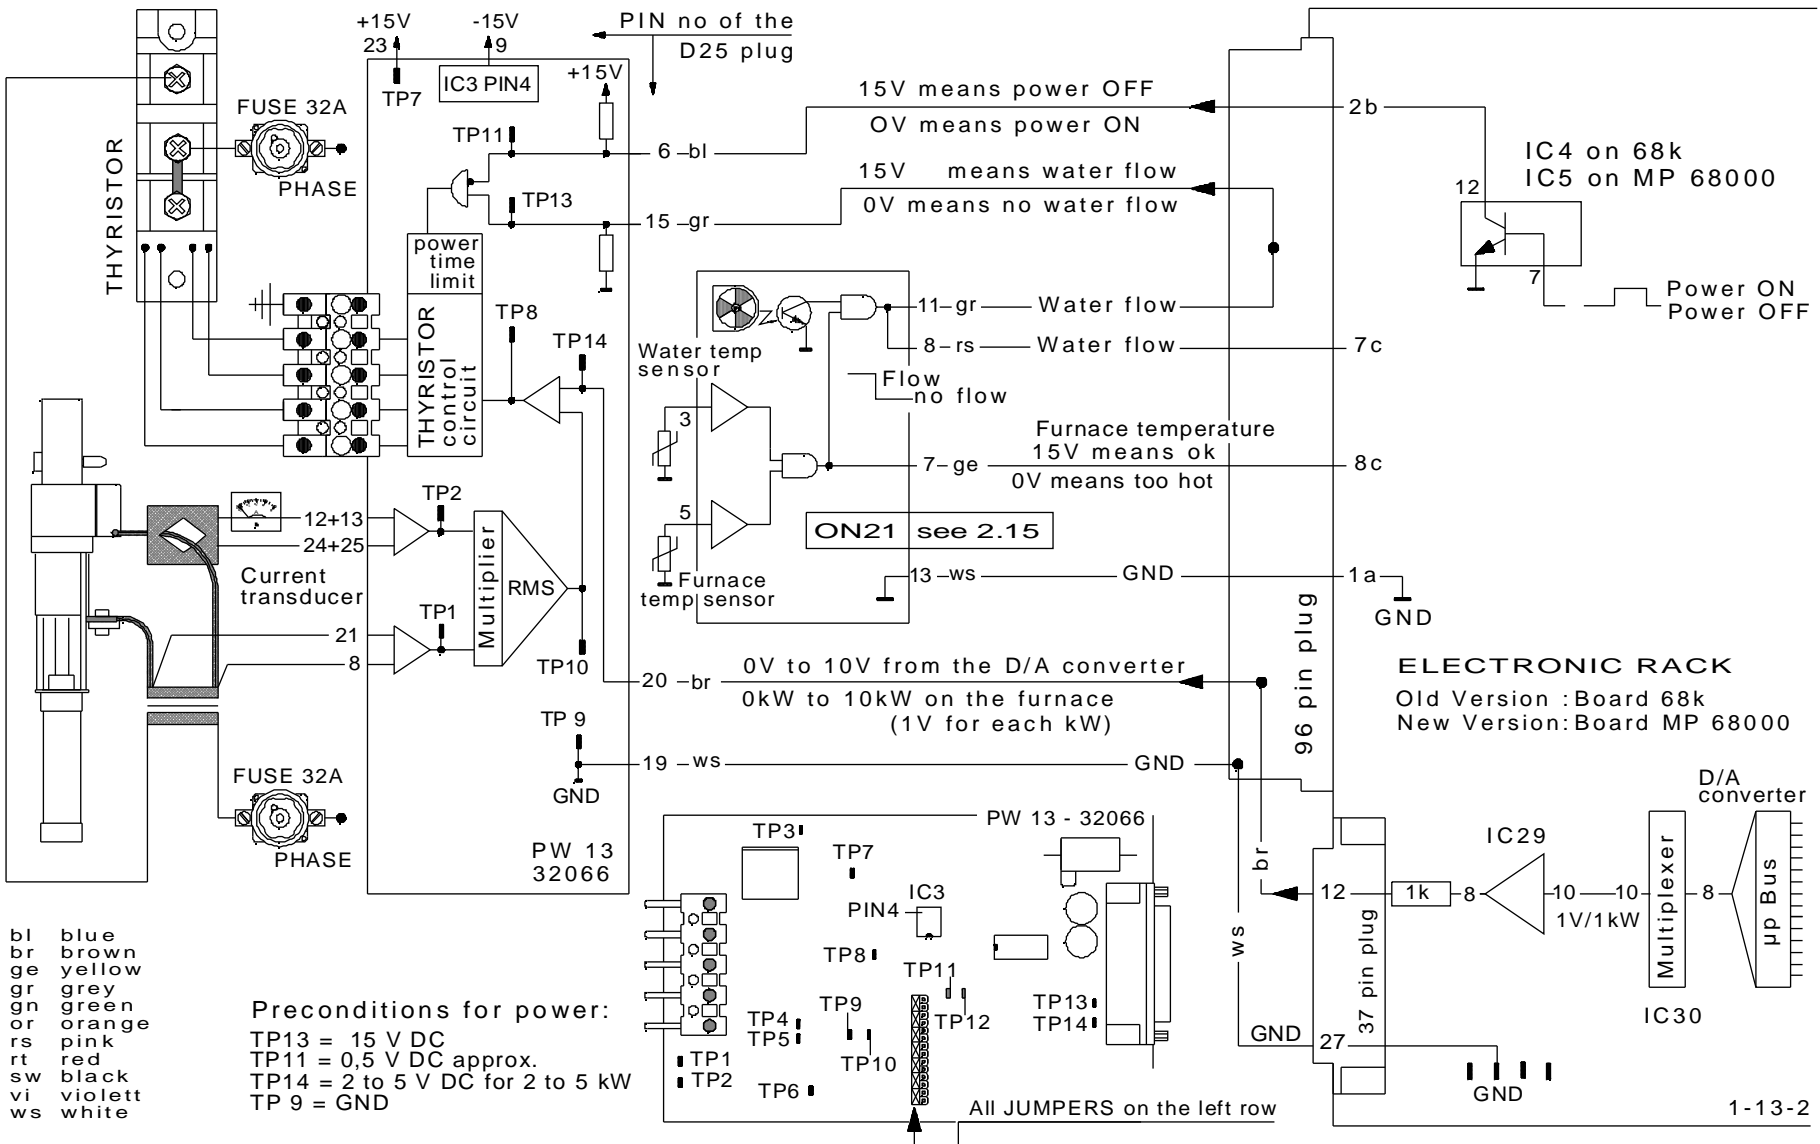 +15V
-15V
PIN no of the
D25 plug
23
9
TP7
IC3 PIN4
+15V
FUSE 32A
PHASE
THYRISTOR
TP11
6 bl
15V means power OFF
OV means power ON
2b
TP13
15 gr
15V means water flow
0V means no water flow
IC4 on 68k
IC5 on MP 68000
12
7
Power ON
Power OFF
power
time
limit
THYRISTOR
control
circuit
TP8
TP14
Water temp
sensor
3
5
Furnace
temp sensor
11 gr Water flow
8 rs Water flow
7c
Flow
no flow
Furnace temperature
15V means ok
7 ge
0V means too hot
8c
ON21 see 2.15
13 ws GND
1a
GND
12+13
24+25
Current
transducer
21
8
TP2
TP1
Multiplier
RMS
TP10
20 br
0V to 10V from the D/A converter
0kW to 10kW on the furnace
(1V for each kW)
TP 9
19 ws
GND
GND
96 pin plug
ELECTRONIC RACK
Old Version : Board 68k
New Version: Board MP 68000
FUSE 32A
PHASE
PW 13
32066
PW 13 - 32066
TP3
TP7
IC3
PIN4
TP8
TP11
TP12
TP9
TP10
TP4
TP5
TP1
TP2
TP6
TP13
TP14
All JUMPERS on the left row
br
ws
12
1k
8
IC29
10
10
1V/1kW
Multiplexer
IC30
8
D/A
converter
µp Bus
37 pin plug
GND
27
GND
1-13-2
bl blue
br brown
ge yellow
gr grey
gn green
or orange
rs pink
rt red
sw black
vi violett
ws white
Preconditions for power:
TP13 = 15 V DC
TP11 = 0,5 V DC approx.
TP14 = 2 to 5 V DC for 2 to 5 kW
TP 9 = GND